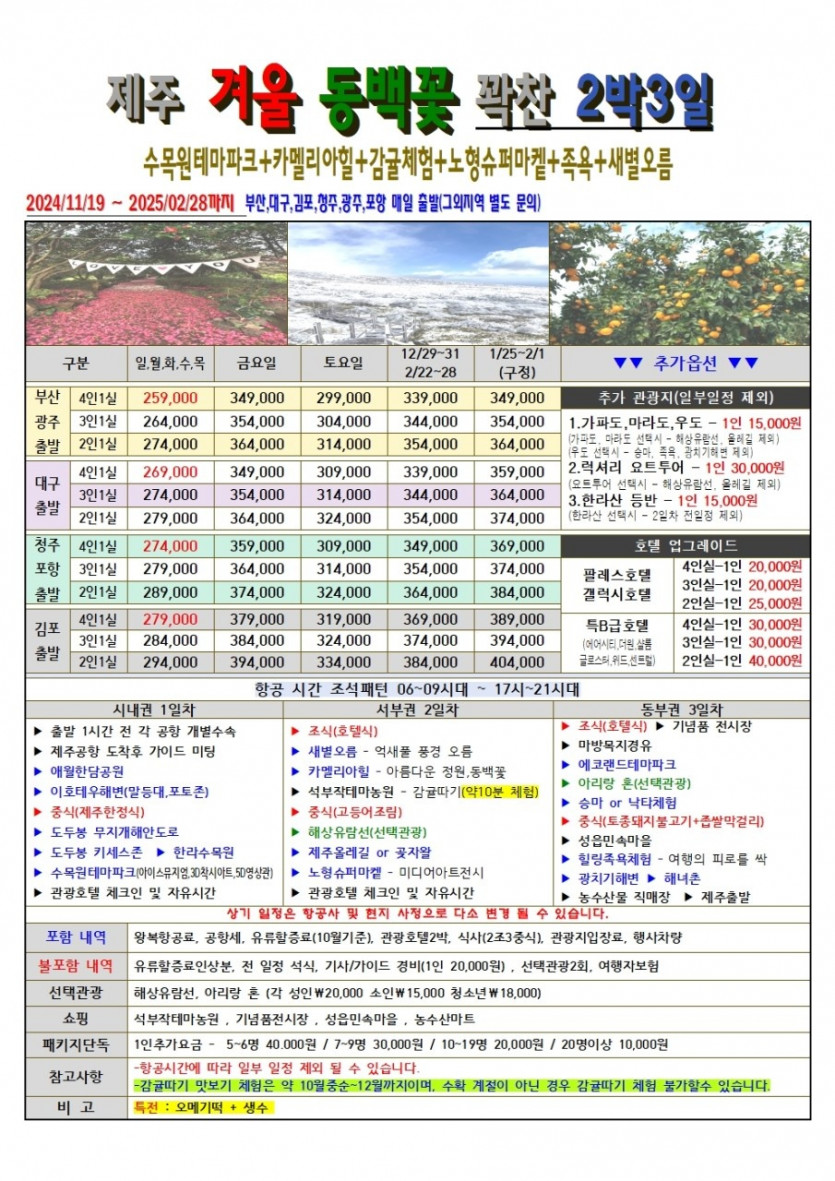 제주 겨울 동백꽃 꽉찬 2박3일
수목원테마파크+카멜리아힐+감귤체험+노형슈퍼마켙+족욕+새별오름
2024/11/19 ~ 2025/02/28까지 부산,대구,김포,청주,광주,포항 매일 출발(그외지역 별도 문의)
LOVE YOU
구분 일,월,화,수,목 금요일 토요일 12/29~31 2/22~28 1/25~2/1 (구정) ▼▼ 추가옵션 ▼▼
부산 광주 출발
4인1실 259,000 349,000 299,000 339,000 349,000
3인1실 264,000 354,000 304,000 344,000 354,000
2인1실 274,000 364,000 314,000 354,000 364,000
대구 출발
4인1실 269,000 349,000 309,000 339,000 359,000
3인1실 274,000 354,000 314,000 344,000 364,000
2인1실 279,000 364,000 324,000 354,000 374,000
청주 포항 출발
4인1실 274,000 359,000 309,000 349,000 369,000
3인1실 279,000 364,000 314,000 354,000 374,000
2인1실 289,000 374,000 324,000 364,000 384,000
김포 출발
4인1실 279,000 379,000 319,000 369,000 389,000
3인1실 284,000 384,000 324,000 374,000 394,000
2인1실 294,000 394,000 334,000 384,000 404,000
추가 관광지(일부일정 제외)
1.가파도,마라도,우도 - 1인 15,000원
(가파도, 마라도 선택시 - 해상유람선, 올레길 제외)
(우도 선택시 - 승마, 족욕, 광치기해변 제외)
2.럭셔리 요트투어 - 1인 30,000원
(요트투어 선택시 - 해상유람선, 올레길 제외)
3.한라산 등반 - 1인 15,000원
(한라산 선택시 - 2일차 전일정 제외)
호텔 업그레이드
팔레스호텔
갤럭시호텔
4인실-1인 20,000원
3인실-1인 20,000원
2인실-1인 25,000원
특B급호텔
(에어시티,더원,샬롬
글로스터,위드,센트럴)
4인실-1인 30,000원
3인실-1인 30,000원
2인실-1인 40,000원
항공 시간 조석패턴 06~09시대 ~ 17시~21시대
시내권 1일차
▶ 출발 1시간 전 각 공항 개별수속
▶ 제주공항 도착후 가이드 미팅
▶ 애월한담공원
▶ 이호테우해변(말등대,포토존)
▶ 중식(제주한정식)
▶ 도두봉 무지개해안도로
▶ 도두봉 키세스존 ▶ 한라수목원
▶ 수목원테마파크(아이스뮤지엄,3D착시아트,5D영상관)
▶ 관광호텔 체크인 및 자유시간
서부권 2일차
▶ 조식(호텔식)
▶ 새별오름 - 억새풀 풍경 오름
▶ 카멜리아힐 - 아름다운 정원,동백꽃
▶ 석부작테마농원 - 감귤따기(약10분 체험)
▶ 중식(고등어조림)
▶ 해상유람선(선택관광)
▶ 제주올레길 or 곶자왈
▶ 노형슈퍼마켙 - 미디어아트전시
▶ 관광호텔 체크인 및 자유시간
동부권 3일차
▶ 조식(호텔식) ▶ 기념품 전시장
▶ 마방목지경유
▶ 에코랜드테마파크
▶ 아리랑 혼(선택관광)
▶ 승마 or 낙타체험
▶ 중식(토종돼지불고기+좁쌀막걸리)
▶ 성읍민속마을
▶ 힐링족욕체험 - 여행의 피로를 싹
▶ 광치기해변 ▶ 해녀촌
▶ 농수산물 직매장 ▶ 제주출발
상기 일정은 항공사 및 현지 사정으로 다소 변경 될 수 있습니다.
포함 내역 왕복항공료, 공항세, 유류할증료(10월기준), 관광호텔2박, 식사(2조3중식), 관광지입장료, 행사차량
불포함 내역 유류할증료인상분, 전 일정 석식, 기사/가이드 경비(1인 20,000원) , 선택관광2회, 여행자보험
선택관광 해상유람선, 아리랑 혼 (각 성인₩20,000 소인₩15,000 청소년₩18,000)
쇼핑 석부작테마농원 , 기념품전시장 , 성읍민속마을 , 농수산마트
패키지단독 1인추가요금 - 5~6명 40.000원 / 7~9명 30,000원 / 10~19명 20,000원 / 20명이상 10,000원
참고사항 -항공시간에 따라 일부 일정 제외 될 수 있습니다.
-감귤따기 맛보기 체험은 약 10월중순~12월까지이며, 수확 계절이 아닌 경우 감귤따기 체험 불가할수 있습니다.
비 고 특전 : 오메기떡 + 생수